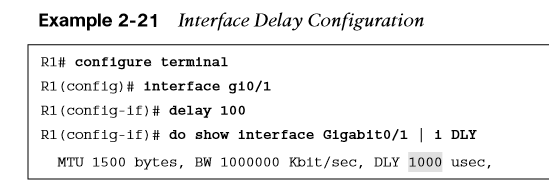 Example 2-21 Interface Delay Configuration
R1# configure terminal
R1(config)# interface gi0/1
R1(config-if)# delay 100
R1(config-if)# do show interface Gigabit0/1 | i DLY
MTU 1500 bytes, BW 1000000 Kbit/sec, DLY 1000 usec,